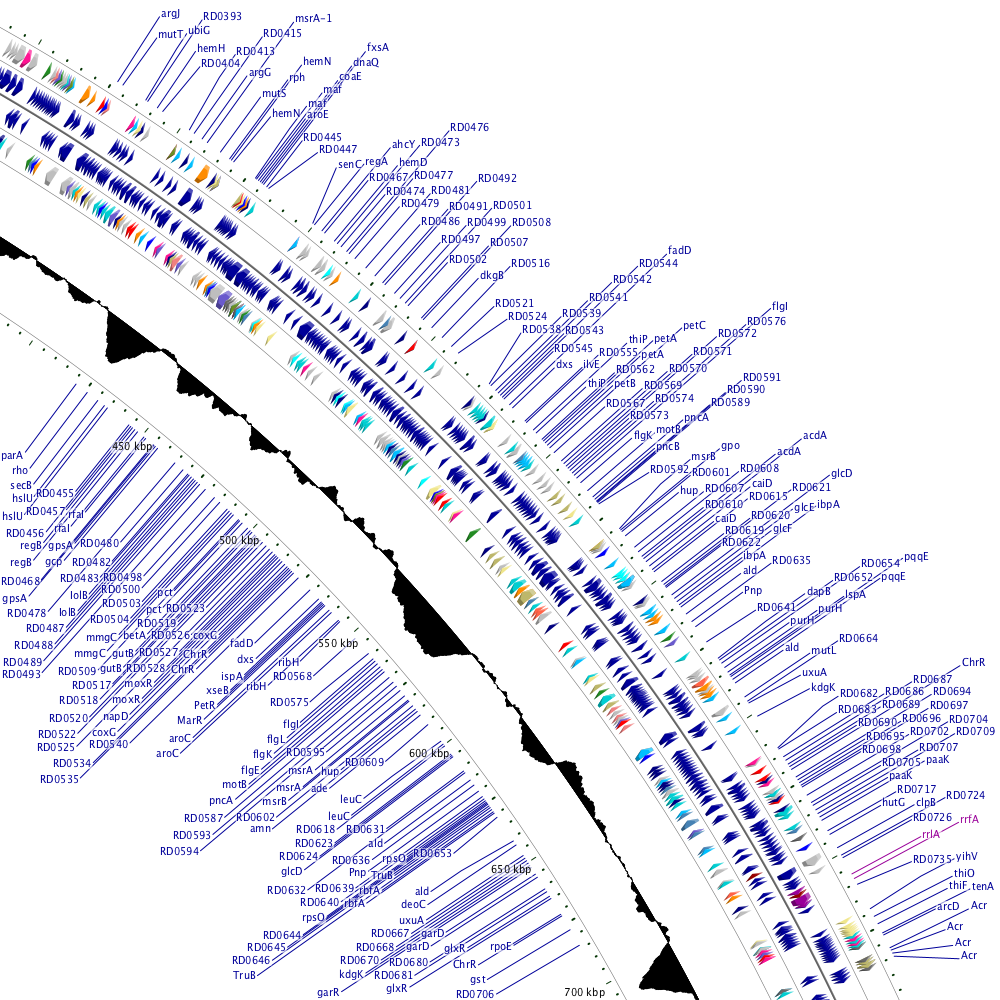 argJ
RD0393
msrA-1
mutT
ubiG
RD0415
hemH
RD0413
fxsA
RD0404
hemN
dnaQ
argG
rph
coaE
mutS
maf
maf
hemN
aroE
RD0445
RD0476
RD0447
ahcY
RD0473
senC
regA
hemD
RD0467
RD0477
RD0492
RD0474
RD0481
RD0479
RD0491
RD0501
RD0486
RD0499
RD0508
RD0497
RD0507
RD0502
RD0516
dkgB
fadD
RD0544
RD0542
RD0521
RD0541
RD0524
RD0539
flgI
RD0538
RD0543
RD0576
RD0545
thiP
petA
petC
RD0572
dxs
ilvE
RD0555
petA
RD0571
thiP
petB
RD0562
RD0570
RD0567
RD0569
RD0591
RD0573
RD0574
RD0590
flgK
motB
pncA
RD0589
pncB
msrB
gpo
acdA
RD0592
RD0601
RD0608
acdA
hup
RD0607
caiD
glcD
RD0610
RD0615
RD0621
caiD
RD0620
glcE
ibpA
RD0619
glcF
RD0622
ibpA
RD0635
ald
RD0654
pqqE
Pnp
RD0652
pqqE
RD0641
dapB
lspA
purH
purH
RD0664
ald
mutL
uxuA
ChrR
kdgK
RD0687
RD0682
RD0686
RD0694
RD0683
RD0689
RD0697
RD0690
RD0696
RD0704
RD0695
RD0702
RD0709
RD0698
RD0707
RD0705
paaK
paaK
RD0717
RD0724
hutG
clpB
RD0726
rrfA
rrlA
RD0735
yihV
thiO
thiF
tenA
arcD
Acr
Acr
Acr
Acr
450 kbp
500 kbp
550 kbp
600 kbp
650 kbp
700 kbp
parA
rho
secB
hslU
RD0455
hslU
RD0457
rfaI
RD0456
rfaI
regB
gpsA
RD0480
regB
gcp
RD0482
RD0468
RD0483
RD0498
gpsA
lolB
RD0500
pct
RD0478
lolB
RD0503
pct
RD0523
RD0487
RD0504
RD0519
RD0488
mmgC
betA
RD0526
coxG
RD0489
mmgC
gutB
RD0527
ChrR
RD0493
RD0509
gutB
RD0528
ChrR
RD0517
moxR
RD0518
moxR
RD0520
napD
RD0522
coxG
RD0525
RD0540
RD0534
RD0535
fadD
dxs
ribH
ispA
RD0568
xseB
ribH
PetR
RD0575
MarR
aroC
aroC
flgI
flgL
flgK
RD0595
flgE
msrA
hup
RD0609
motB
msrA
ade
pncA
msrB
leuC
RD0587
RD0602
leuC
RD0593
amn
RD0618
RD0631
RD0594
RD0623
ald
RD0624
RD0636
rpsO
RD0653
glcD
Pnp
TruB
RD0632
RD0639
rbfA
ald
RD0640
rbfA
deoC
rpsO
uxuA
RD0644
RD0667
garD
RD0645
RD0668
garD
glxR
rpoE
RD0646
RD0670
RD0680
ChrR
TruB
kdgK
RD0681
gst
garR
glxR
RD0706